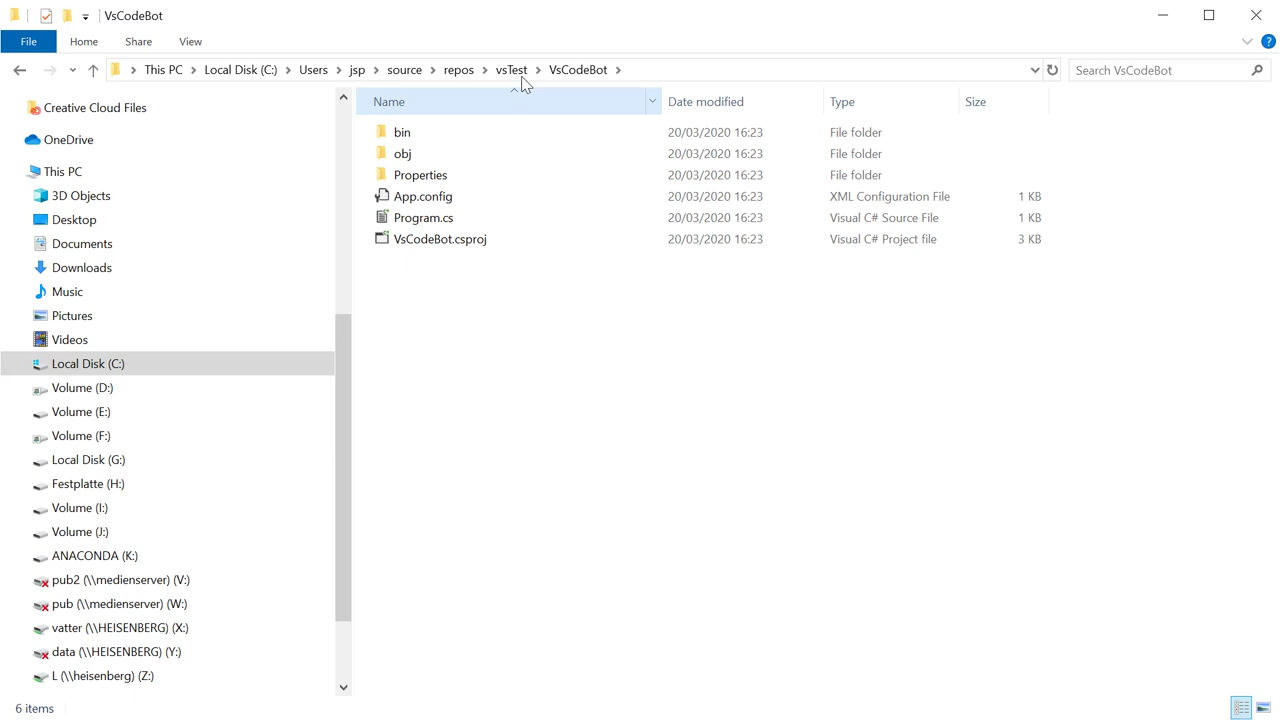 VsCodeBot
File Home Share View
This PC Local Disk (C:) Users jsp source repos vsTest VsCodeBot
Search VsCodeBot
Creative Cloud Files
OneDrive
This PC
3D Objects
Desktop
Documents
Downloads
Music
Pictures
Videos
Local Disk (C:)
Volume (D:)
Volume (E:)
Volume (F:)
Local Disk (G:)
Festplatte (H:)
Volume (I:)
Volume (J:)
ANACONDA (K:)
pub2 (\\medienserver) (V:)
pub (\\medienserver) (W:)
vatter (\\HEISENBERG) (X:)
data (\\HEISENBERG) (Y:)
L (\\heisenberg) (Z:)
Name Date modified Type Size
bin 20/03/2020 16:23 File folder
obj 20/03/2020 16:23 File folder
Properties 20/03/2020 16:23 File folder
App.config 20/03/2020 16:23 XML Configuration File 1 KB
Program.cs 20/03/2020 16:23 Visual C# Source File 1 KB
VsCodeBot.csproj 20/03/2020 16:23 Visual C# Project file 3 KB
6 items